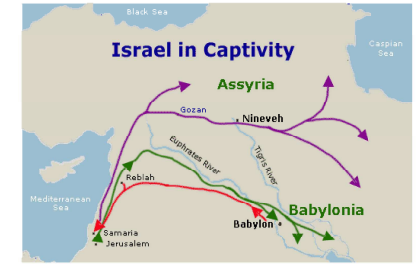 Black Sea
Israel in Captivity
Caspian
Sea
Assyria
Gozan
Nineveh
Euphrates River
Tigris River
Reblah
Mediterranean
Sea
Babylonia
Samaria
Babylon
Jerusalem